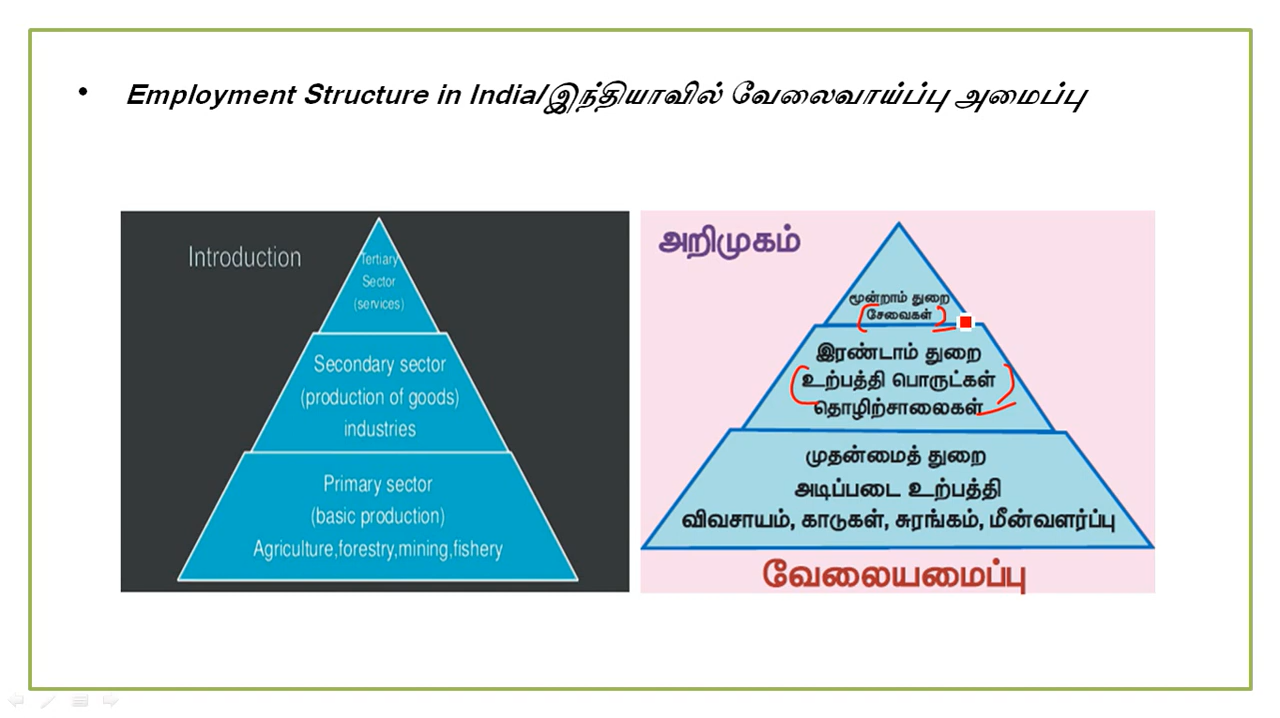 • Employment Structure in India/இந்தியாவில் வேலைவாய்ப்பு அமைப்பு
Introduction
Tertiary
Sector
(services)
Secondary sector
(production of goods)
industries
Primary sector
(basic production)
Agriculture,forestry,mining,fishery
அறிமுகம்
மூன்றாம் துறை
சேவைகள்
இரண்டாம் துறை
உற்பத்தி பொருட்கள்
தொழிற்சாலைகள்
முதன்மைத் துறை
அடிப்படை உற்பத்தி
விவசாயம், காடுகள், சுரங்கம், மீன்வளர்ப்பு
வேலையமைப்பு